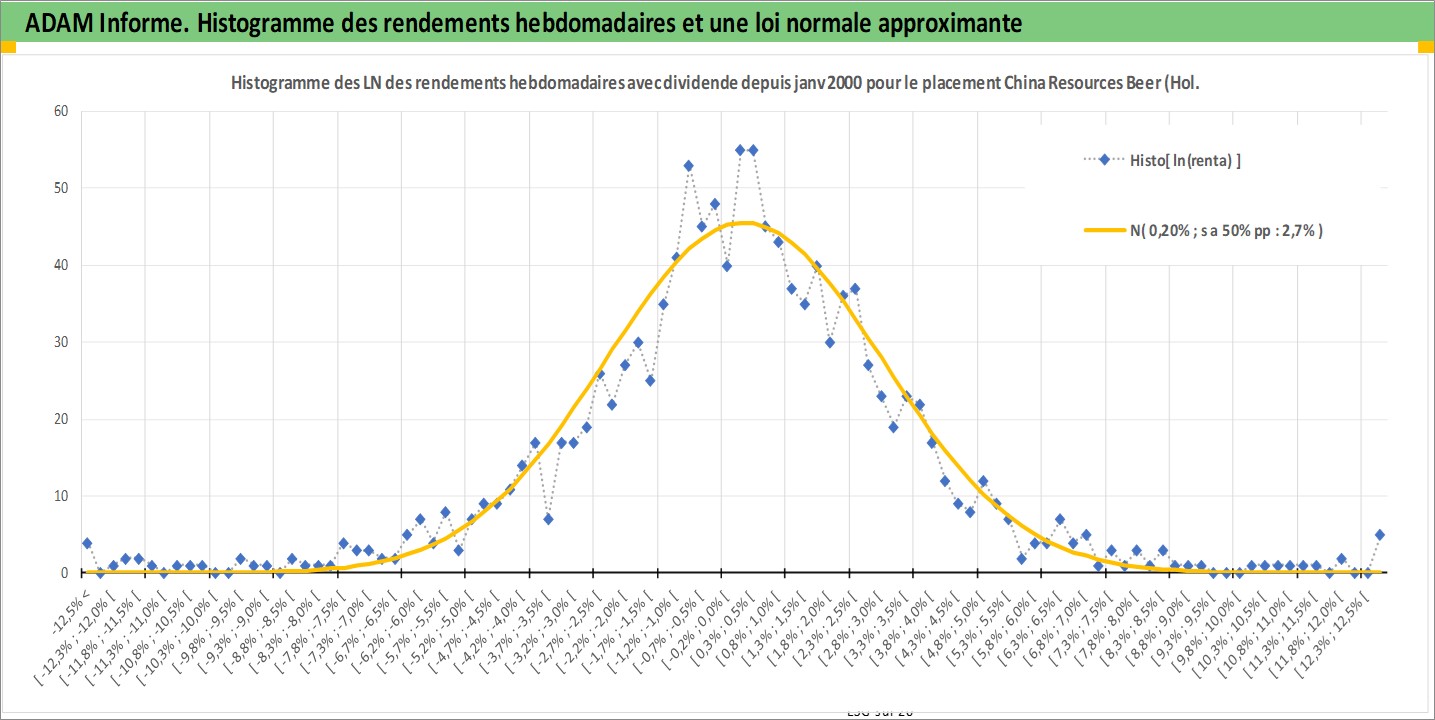 ADAM Informe. Histogramme des rendements hebdomadaires et une loi normale approximante
Histogramme des LN des rendements hebdomadaires avec dividende depuis janv 2000 pour le placement China Resources Beer (Hol.
60
50
40
30
20
10
0
Histo[ ln(renta) ]
N( 0,20% ; s a 50% pp : 2,7% )
-12,5% <
[ -12,3% ; -12,0% [
[ -11,8% ; -11,5% [
[ -11,3% ; -11,0% [
[ -10,8% ; -10,5% [
[ -10,3% ; -10,0% [
[ -9,8% ; -9,5% [
[ -9,3% ; -9,0% [
[ -8,8% ; -8,5% [
[ -8,3% ; -8,0% [
[ -7,8% ; -7,5% [
[ -7,3% ; -7,0% [
[ -6,7% ; -6,5% [
[ -6,2% ; -6,0% [
[ -5,7% ; -5,5% [
[ -5,2% ; -5,0% [
[ -4,7% ; -4,5% [
[ -4,2% ; -4,0% [
[ -3,7% ; -3,5% [
[ -3,2% ; -3,0% [
[ -2,7% ; -2,5% [
[ -2,2% ; -2,0% [
[ -1,7% ; -1,5% [
[ -1,2% ; -1,0% [
[ -0,7% ; -0,5% [
[ -0,2% ; 0,0% [
[ 0,3% ; 0,5% [
[ 0,8% ; 1,0% [
[ 1,3% ; 1,5% [
[ 1,8% ; 2,0% [
[ 2,3% ; 2,5% [
[ 2,8% ; 3,0% [
[ 3,3% ; 3,5% [
[ 3,8% ; 4,0% [
[ 4,3% ; 4,5% [
[ 4,8% ; 5,0% [
[ 5,3% ; 5,5% [
[ 5,8% ; 6,0% [
[ 6,3% ; 6,5% [
[ 6,8% ; 7,0% [
[ 7,3% ; 7,5% [
[ 7,8% ; 8,0% [
[ 8,3% ; 8,5% [
[ 8,8% ; 9,0% [
[ 9,3% ; 9,5% [
[ 9,8% ; 10,0% [
[ 10,3% ; 10,5% [
[ 10,8% ; 11,0% [
[ 11,3% ; 11,5% [
[ 11,8% ; 12,0% [
[ 12,3% ; 12,5% [